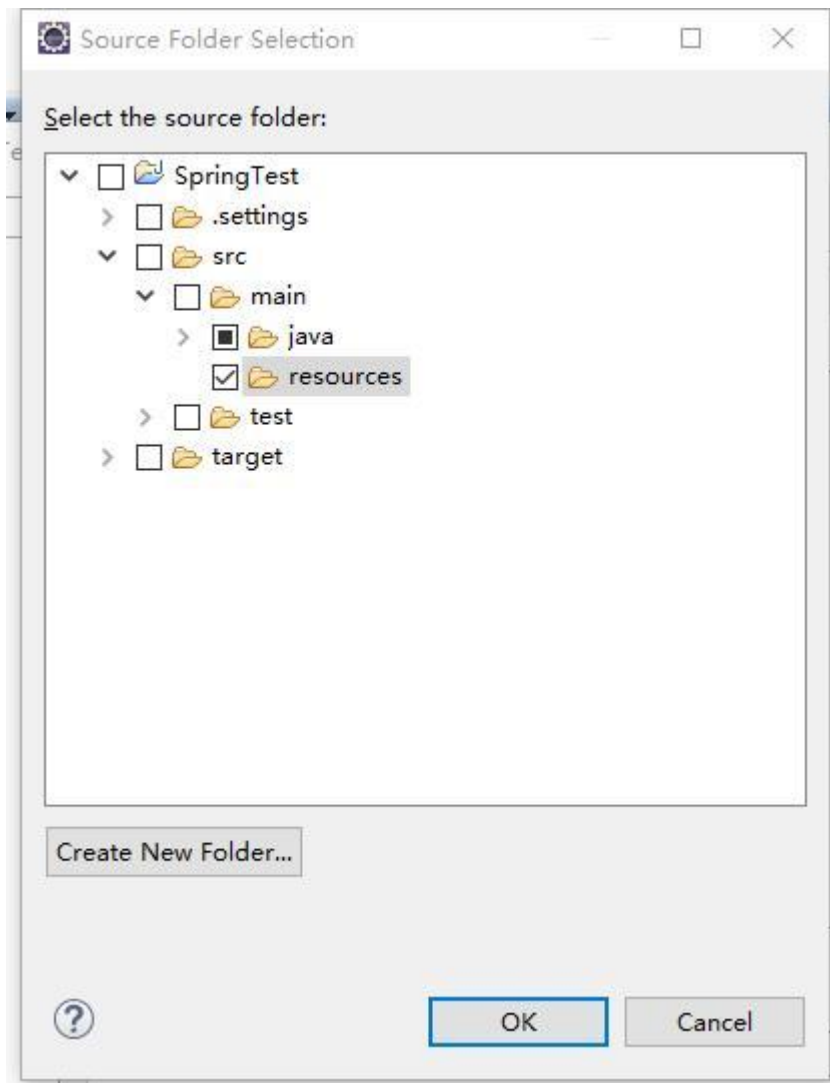 Source Folder Selection
Select the source folder:
SpringTest
.settings
src
main
java
resources
test
target
Create New Folder...
?
OK
Cancel